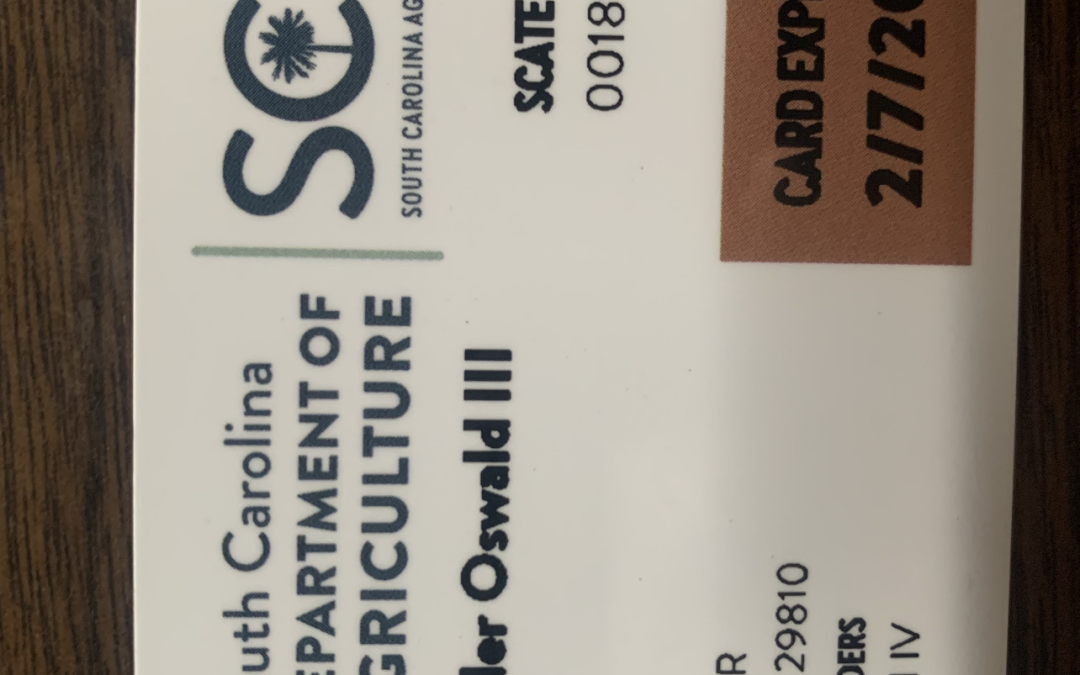 uth Carolina
EPARTMENT OF
GRICULTURE
SC
SOUTH CAROLINA AG
ler Oswald III
SCATE
0018
R
29810
DERS
IV
CARD EXP
2/7/20